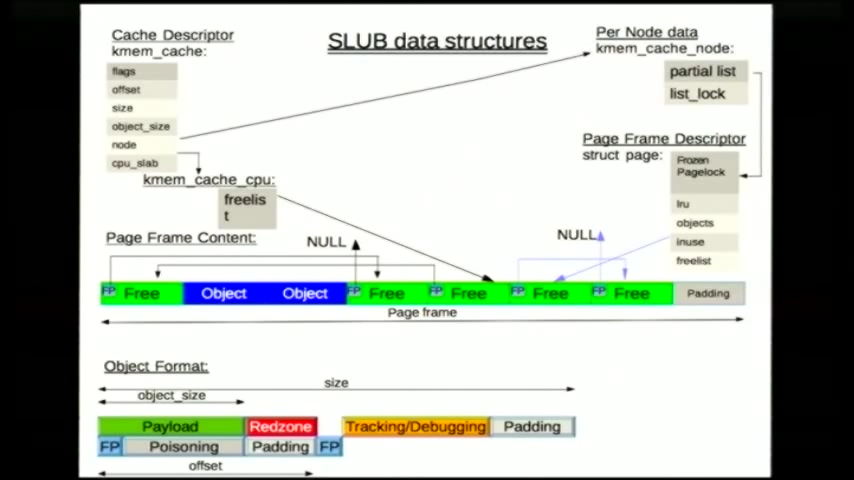 SLUB data structures
Cache Descriptor
kmem_cache:
flags
offset
size
object_size
node
cpu_slab
Per Node data
kmem_cache_node:
partial list
list_lock
Page Frame Descriptor
struct page:
Frozen
Pagelock
lru
objects
inuse
freelist
kmem_cache_cpu:
freelis
t
Page Frame Content:
NULL
NULL
FP Free Object Object FP Free FP Free FP Free FP Free Padding
Page frame
Object Format:
size
object_size
Payload Redzone Tracking/Debugging Padding
FP Poisoning Padding FP
offset